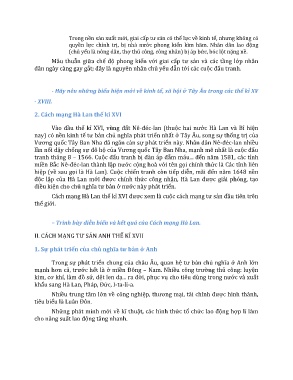 Trong nền sản xuất mới, giai cấp tư sản có thế lực về kinh tế, nhưng không có
quyền lực chính trị, bị nhà nước phong kiến kìm hãm. Nhân dân lao động
(chủ yếu là nông dân, thợ thủ công, công nhân) bị áp bức, bóc lột nặng nề.
Mâu thuẫn giữa chế độ phong kiến với giai cấp tư sản và các tầng lớp nhân
dân ngày càng gay gắt; đây là nguyên nhân chủ yếu dẫn tới các cuộc đấu tranh.
- Hãy nêu những biểu hiện mới về kinh tế, xã hội ở Tây Âu trong các thế kỉ XV
- XVIII.
2. Cách mạng Hà Lan thế kỉ XVI
Vào đầu thế kỉ XVI, vùng đất Nê-đéc-lan (thuộc hai nước Hà Lan và Bỉ hiện
nay) có nền kinh tế tư bản chủ nghĩa phát triển nhất ở Tây Âu, song sự thống trị của
Vương quốc Tây Ban Nha đã ngăn cản sự phát triển này. Nhân dân Nê-đéc-lan nhiều
lần nổi dậy chống sự đô hộ của Vương quốc Tây Ban Nha, mạnh mẽ nhất là cuộc đấu
tranh tháng 8 - 1566. Cuộc đấu tranh bị đàn áp đẫm máu... đến năm 1581, các tỉnh
miền Bắc Nê-đéc-lan thành lập nước cộng hoà với tên gọi chính thức là Các tỉnh liên
hiệp (về sau gọi là Hà Lan). Cuộc chiến tranh còn tiếp diễn, mãi đến năm 1648 nền
độc lập của Hà Lan mới được chính thức công nhận. Hà Lan được giải phóng, tạo
điều kiện cho chủ nghĩa tư bản ở nước này phát triển.
Cách mạng Hà Lan thế kỉ XVI được xem là cuộc cách mạng tư sản đầu tiên trên
thế giới.
- Trình bày diễn biến và kết quả của Cách mạng Hà Lan.
II. CÁCH MẠNG TƯ SẢN ANH THẾ KỈ XVII
1. Sự phát triển của chủ nghĩa tư bản ở Anh
Trong sự phát triển chung của châu Âu, quan hệ tư bản chủ nghĩa ở Anh lớn
mạnh hơn cả, trước hết là ở miền Đông – Nam. Nhiều công trường thủ công: luyện
kim, cơ khí, làm đồ sứ, dệt len dạ... ra đời, phục vụ cho tiêu dùng trong nước và xuất
khẩu sang Hà Lan, Pháp, Đức, I-ta-li-a.
Nhiều trung tâm lớn về công nghiệp, thương mại, tài chính được hình thành,
tiêu biểu là Luân Đôn.
Những phát minh mới về kĩ thuật, các hình thức tổ chức lao động hợp lí làm
cho năng suất lao động tăng nhanh.